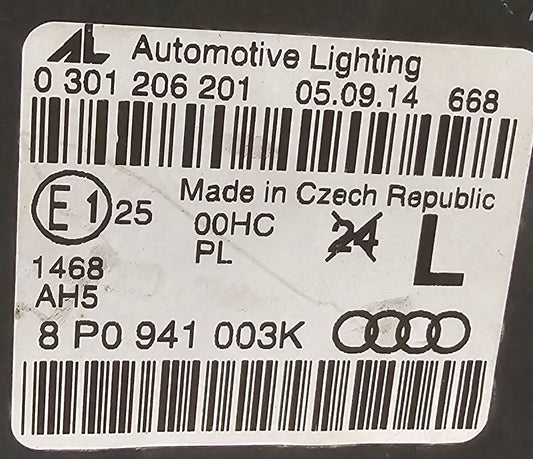 AL Automotive Lighting
0 301 206 201 05.09.14 668
E1 25 Made in Czech Republic
00HC 24 L
PL
1468
AH5
8 P0 941 003K